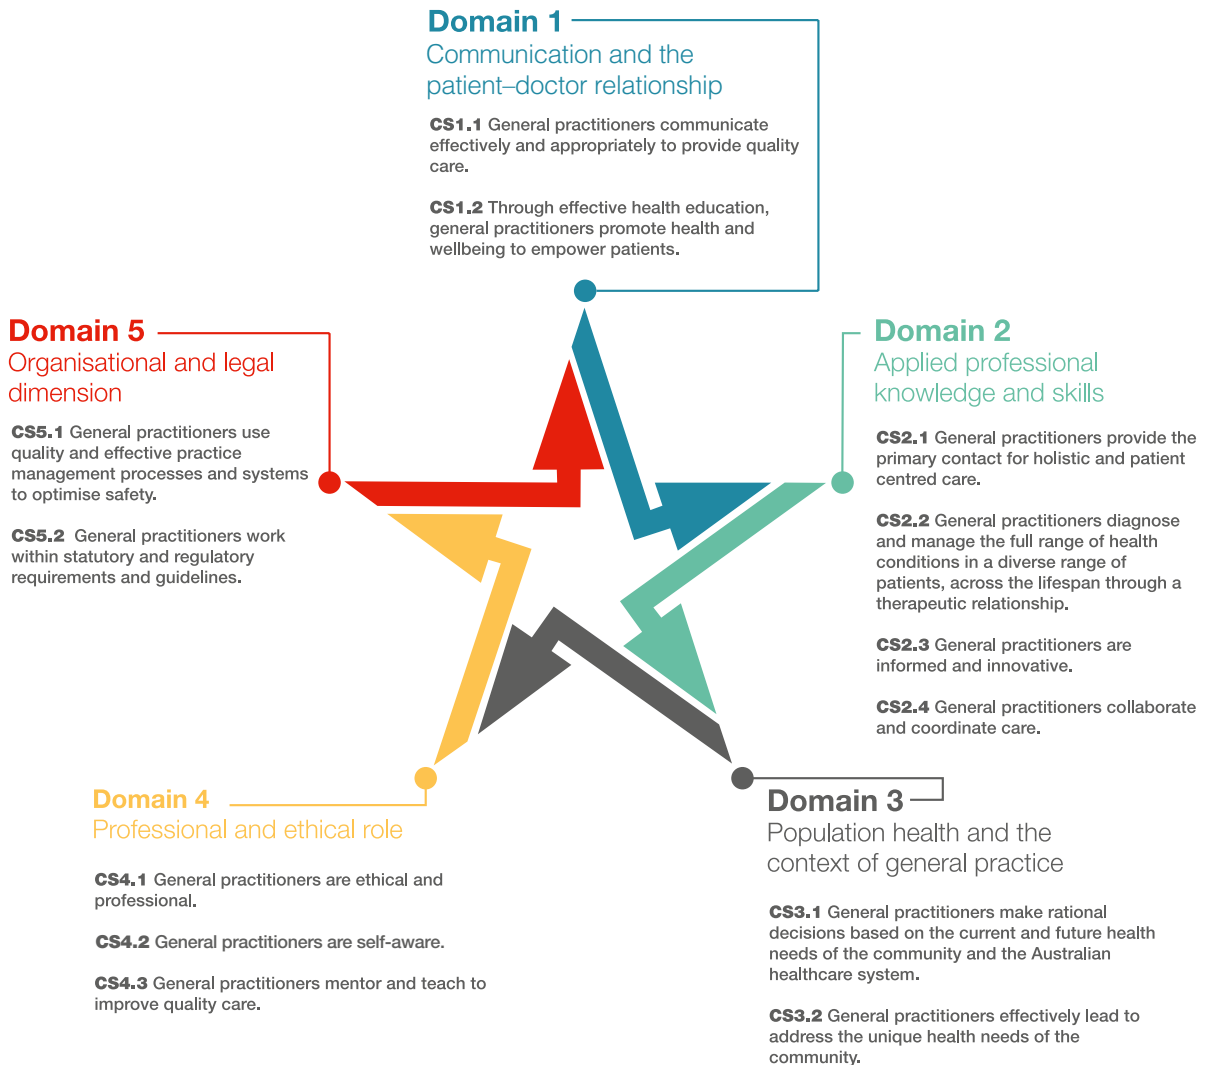 Domain 1
Communication and the
patient–doctor relationship
CS1.1 General practitioners communicate
effectively and appropriately to provide quality
care.
CS1.2 Through effective health education,
general practitioners promote health and
wellbeing to empower patients.
Domain 2
Applied professional
knowledge and skills
CS2.1 General practitioners provide the
primary contact for holistic and patient
centred care.
CS2.2 General practitioners diagnose
and manage the full range of health
conditions in a diverse range of
patients, across the lifespan through a
therapeutic relationship.
CS2.3 General practitioners are
informed and innovative.
CS2.4 General practitioners collaborate
and coordinate care.
Domain 3
Population health and the
context of general practice
CS3.1 General practitioners make rational
decisions based on the current and future health
needs of the community and the Australian
healthcare system.
CS3.2 General practitioners effectively lead to
address the unique health needs of the
community.
Domain 4
Professional and ethical role
CS4.1 General practitioners are ethical and
professional.
CS4.2 General practitioners are self-aware.
CS4.3 General practitioners mentor and teach to
improve quality care.
Domain 5
Organisational and legal
dimension
CS5.1 General practitioners use
quality and effective practice
management processes and systems
to optimise safety.
CS5.2 General practitioners work
within statutory and regulatory
requirements and guidelines.